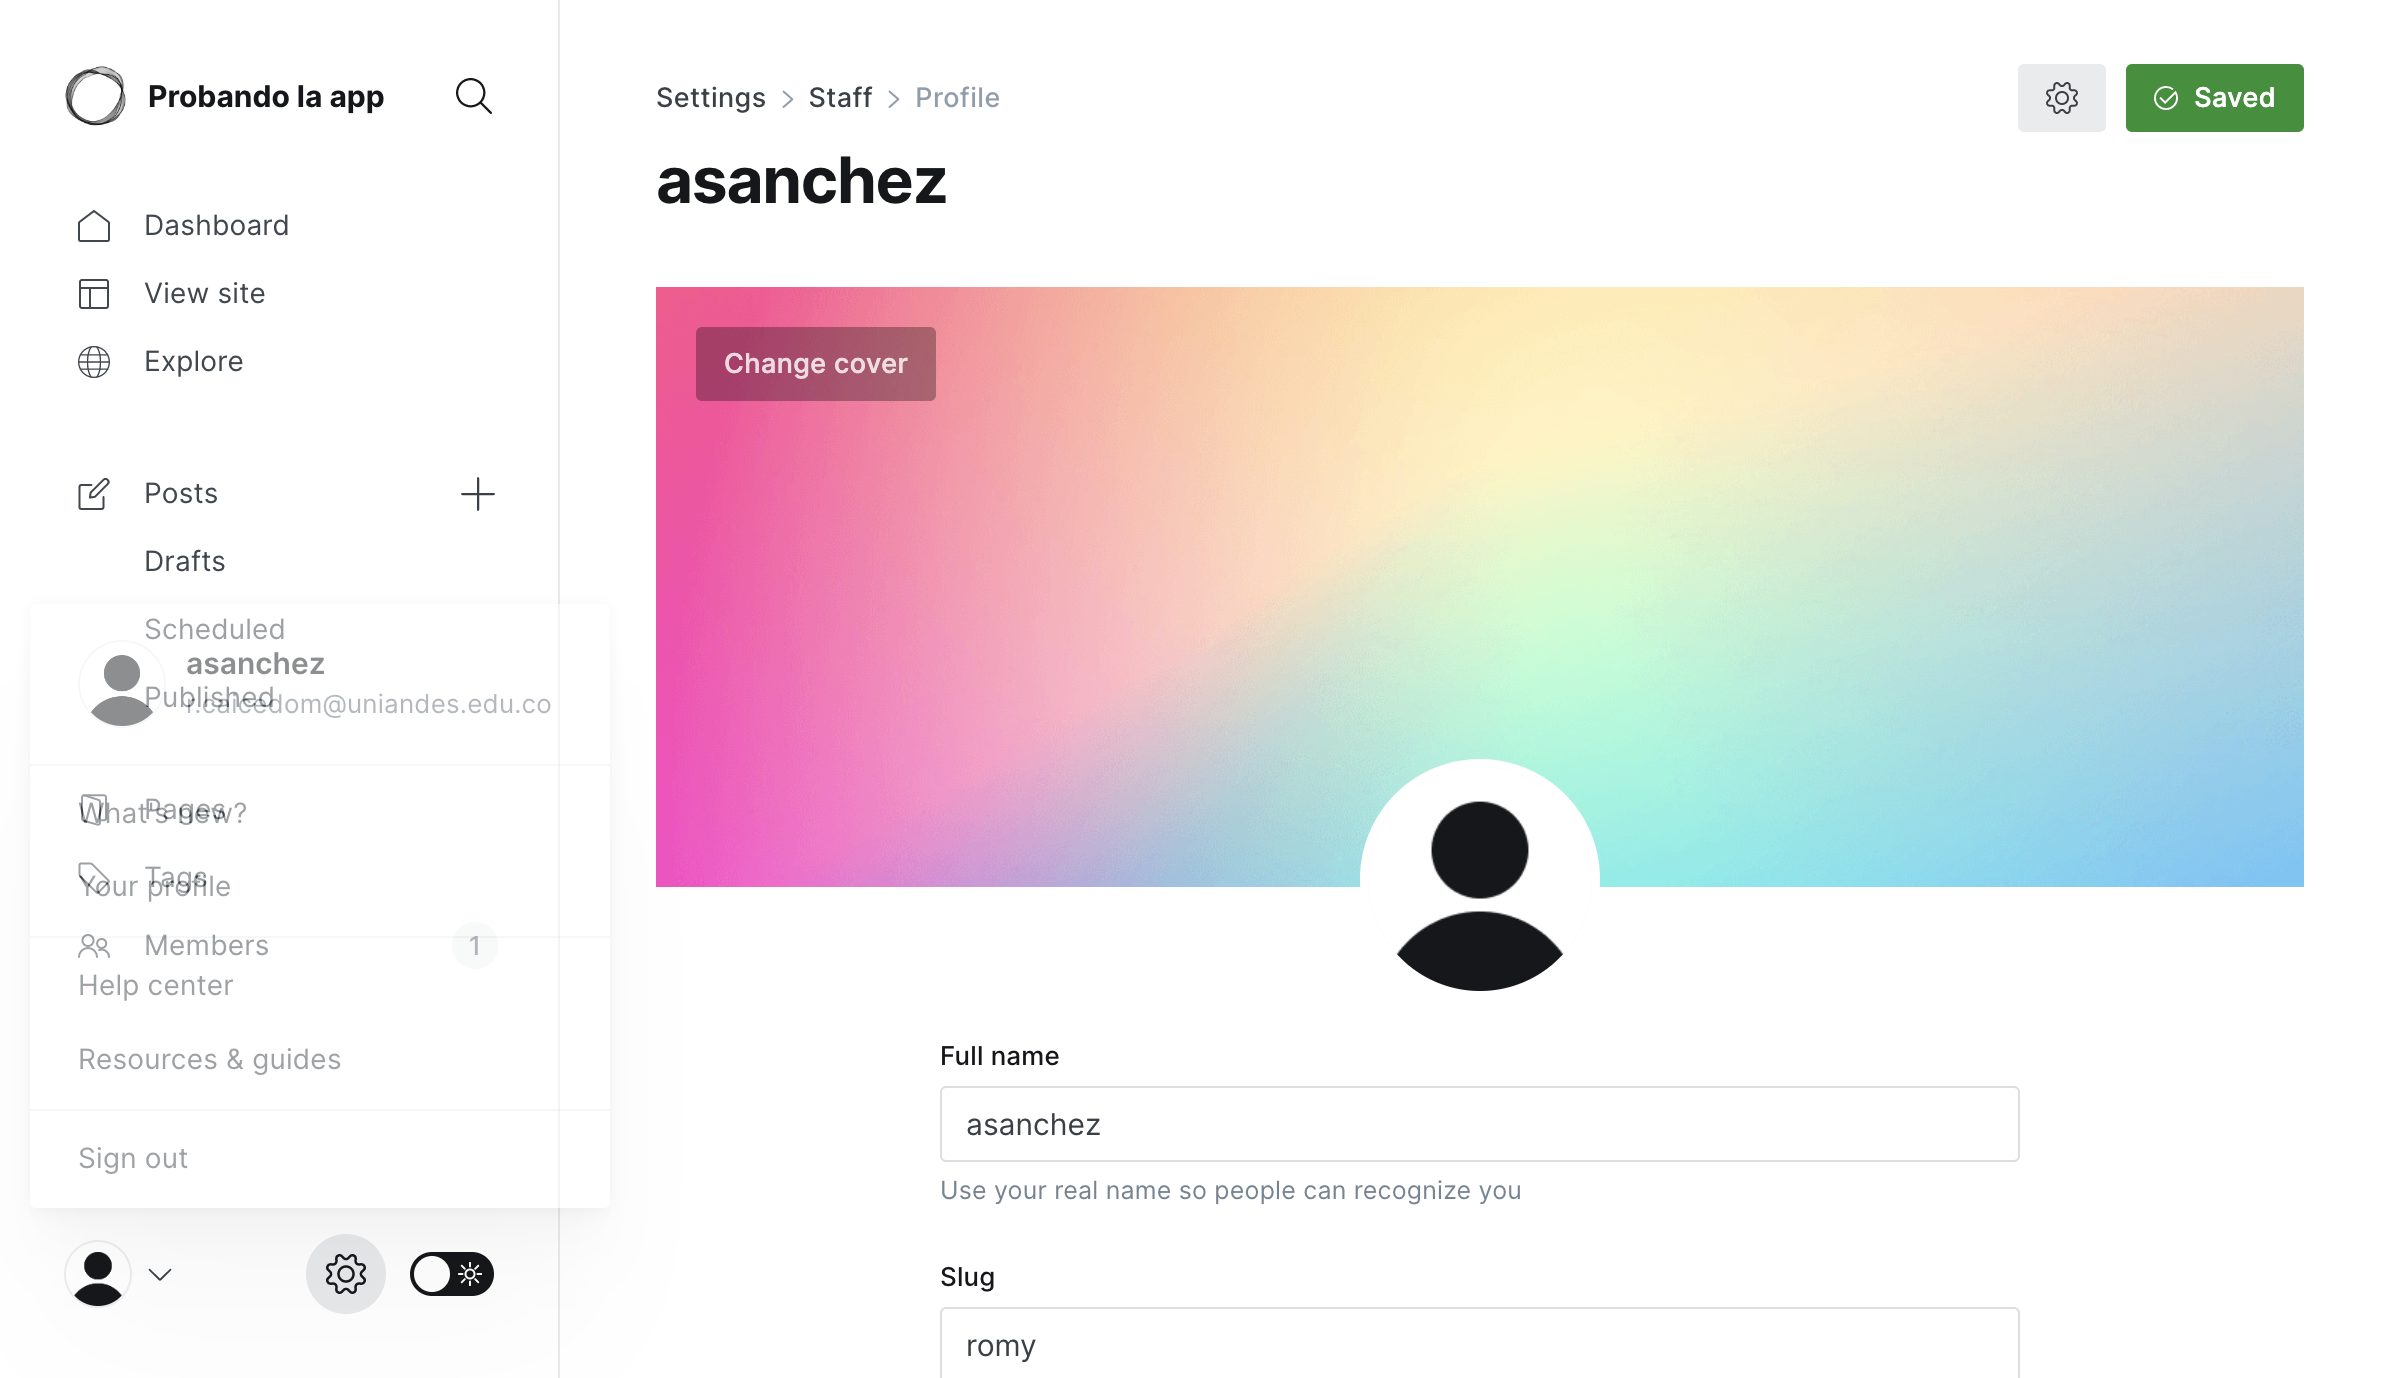 Probando la app
Dashboard
View site
Explore
Posts
Drafts
Scheduled
asanchez
Published
r.caicedom@uniandes.edu.co
Pages
What's new?
Tags
Your profile
Members 1
Help center
Resources & guides
Sign out
Settings > Staff > Profile
Saved
asanchez
Change cover
Full name
asanchez
Use your real name so people can recognize you
Slug
romy